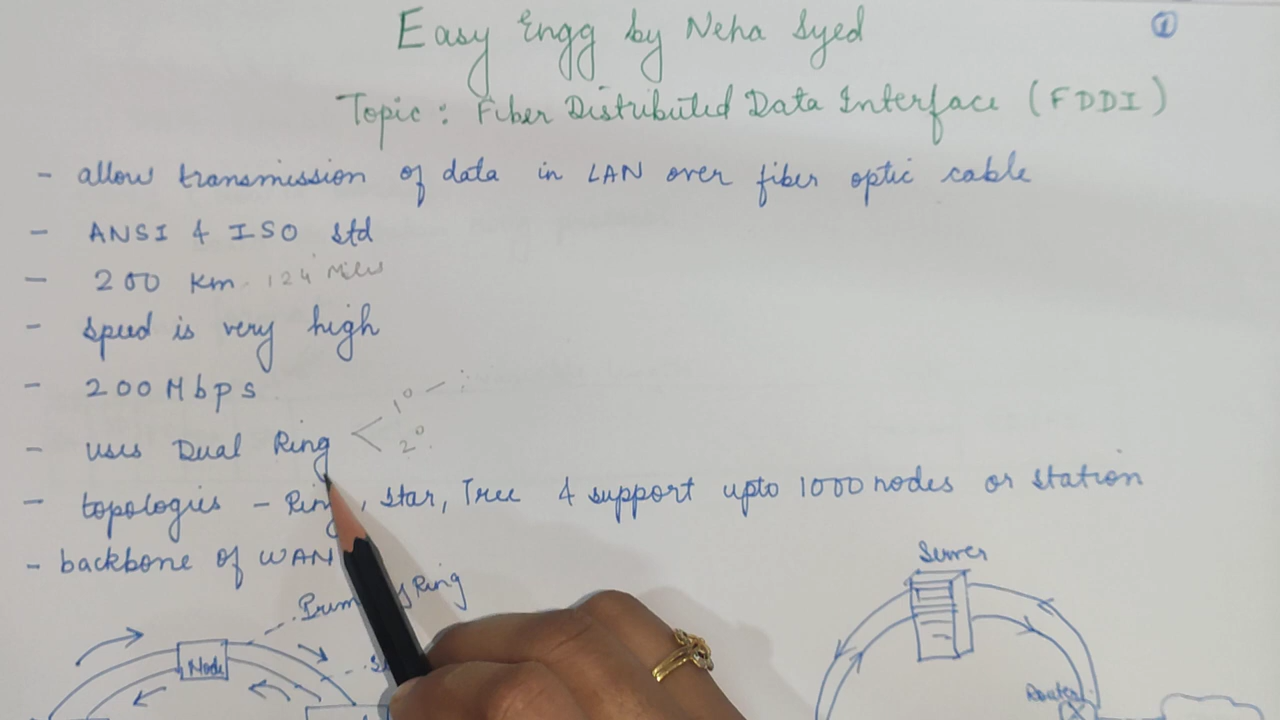 Easy Engg by Neha Syed
①
Topic : Fiber Distributed Data Interface (FDDI)
- allow transmission of data in LAN over fiber optic cable
- ANSI & ISO std
- 200 Km 124 Miles
- speed is very high
- 200 Mbps
- uses Dual Ring < 1° - :
2°
- topologies - Ring, star, Tree & support upto 1000 nodes or station
- backbone of WAN
Ring
Server
Node
Router